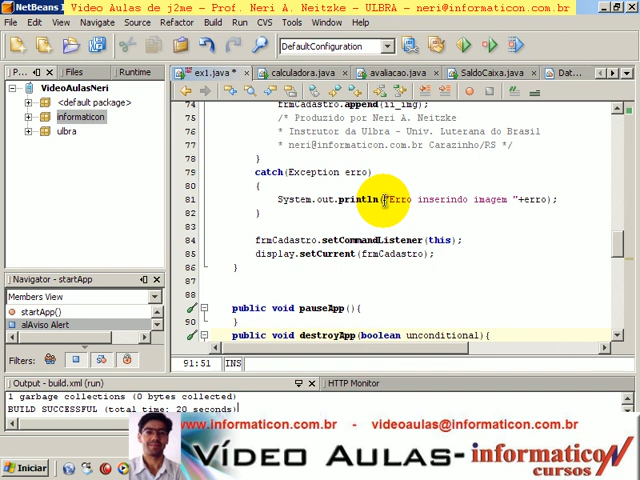 NetBeans
Video Aulas de j2me – Prof. Neri A. Neitzke – ULBRA - neri@informaticon.com.br
File Edit View Navigate Source Refactor Build Run CVS Tools Window Help
DefaultConfiguration
P... Files Runtime
ex1.java * calculadora.java avaliacao.java SaldoCaixa.java Dat...
VideoAulasNeri
<default package>
informaticon
ulbra
74 frmCadastro.append(ii_img);
75 /* Produzido por Neri A. Neitzke
76 * Instrutor da Ulbra - Univ. Luterana do Brasil
77 * neri@informaticon.com.br Carazinho/RS */
78 }
79 catch(Exception erro)
80 {
81 System.out.println("Erro inserindo imagem "+erro);
82 }
83
84 frmCadastro.setCommandListener(this);
85 display.setCurrent(frmCadastro);
86 }
87
88
public void pauseApp(){
90 }
public void destroyApp(boolean unconditional){
Navigator - startApp
Members View
startApp()
alAviso Alert
Filters:
91:51 INS
Output - build.xml (run) HTTP Monitor
1 garbage collections (0 bytes collected)
BUILD SUCCESSFUL (total time: 20 seconds)
www.informaticon.com.br - videoaulas@informaticon.com.br
Vídeo Aulas-informaticon
cursos
Iniciar